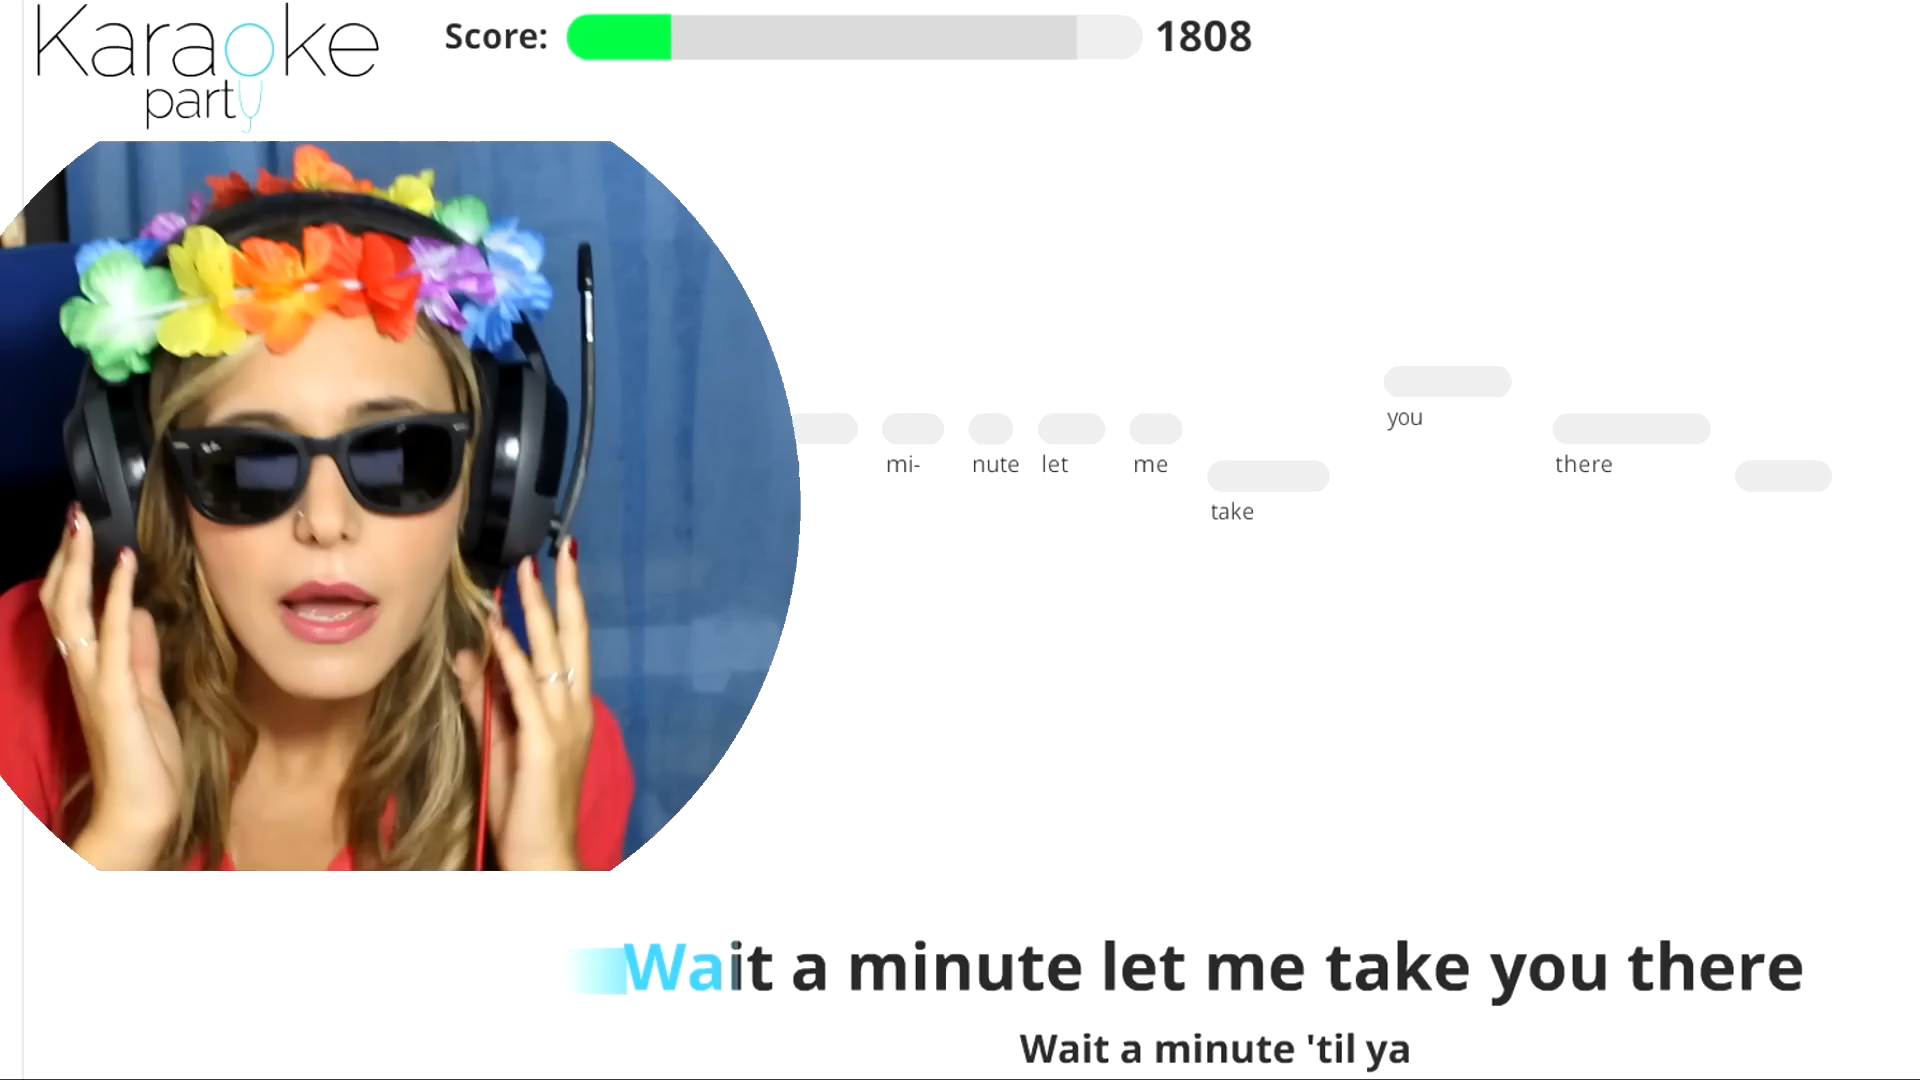 Karaoke
party
Score: 1808
you
mi- nute let me there
take
Wait a minute let me take you there
Wait a minute 'til ya